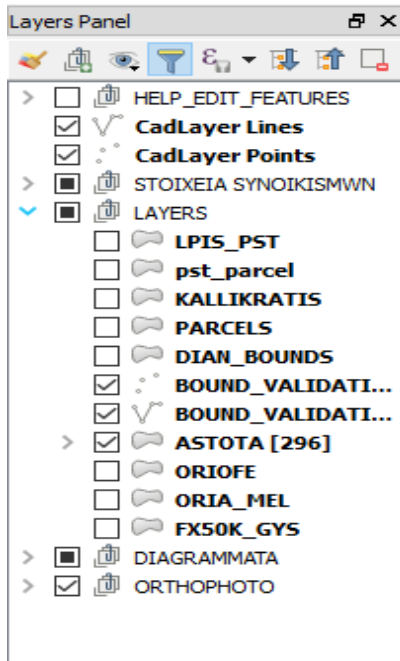 Layers Panel
HELP_EDIT_FEATURES
CadLayer Lines
CadLayer Points
STOIXEIA SYNOIKISMWN
LAYERS
LPIS_PST
pst_parcel
KALLIKRATIS
PARCELS
DIAN_BOUNDS
BOUND_VALIDATI...
BOUND_VALIDATI...
ASTOTA [296]
ORIOFE
ORIA_MEL
FX50K_GYS
DIAGRAMMATA
ORTHOPHOTO